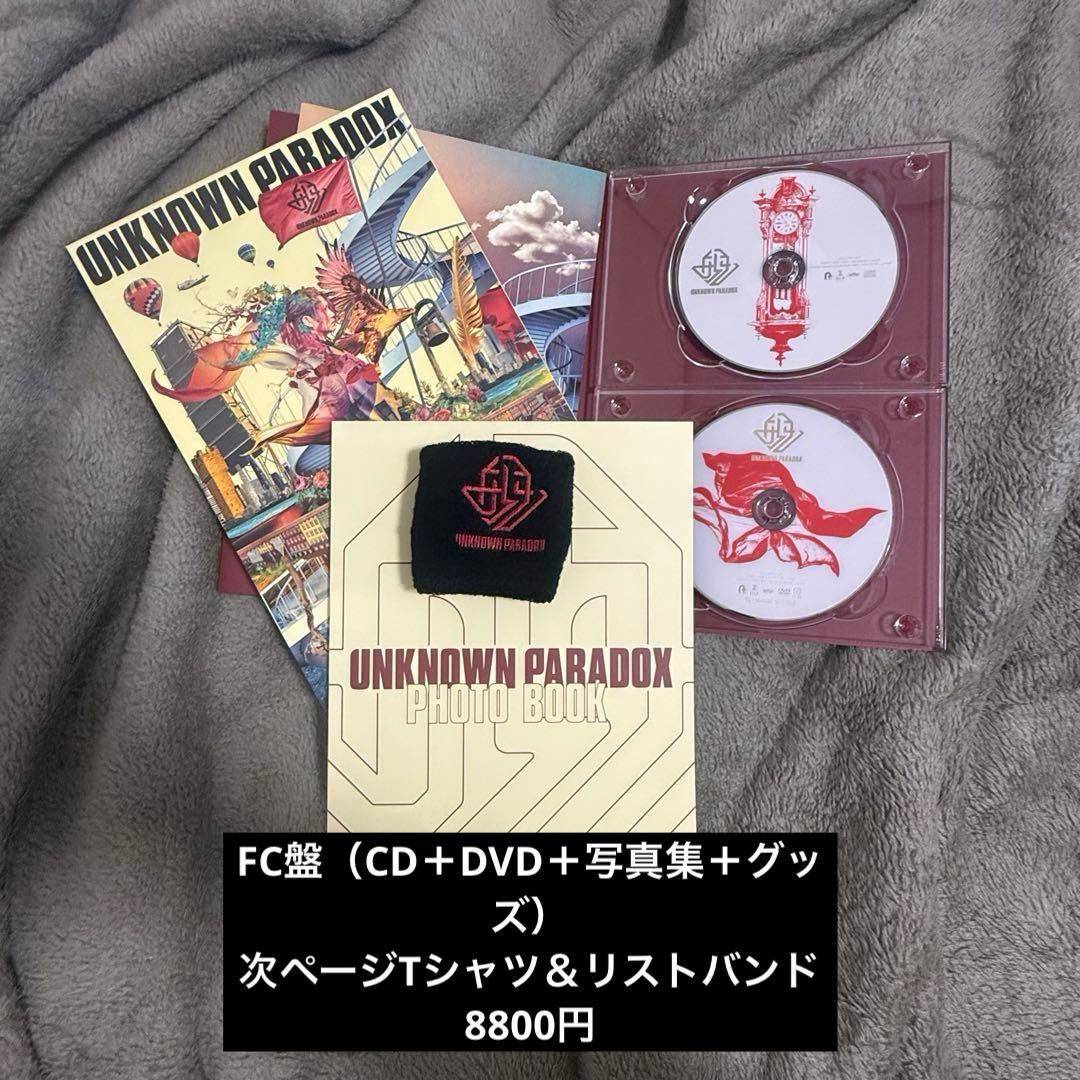 UNKNOWN PARADOX
UNKNOWN PARADOX
UNKNOWN PARADOX
UNKNOWN PARADOX
UNKNOWN PARADOX
UNKNOWN PARADOX
PHOTO BOOK
FC盤（CD＋DVD＋写真集＋グッ
ズ）
次ページTシャツ＆リストバンド
8800円